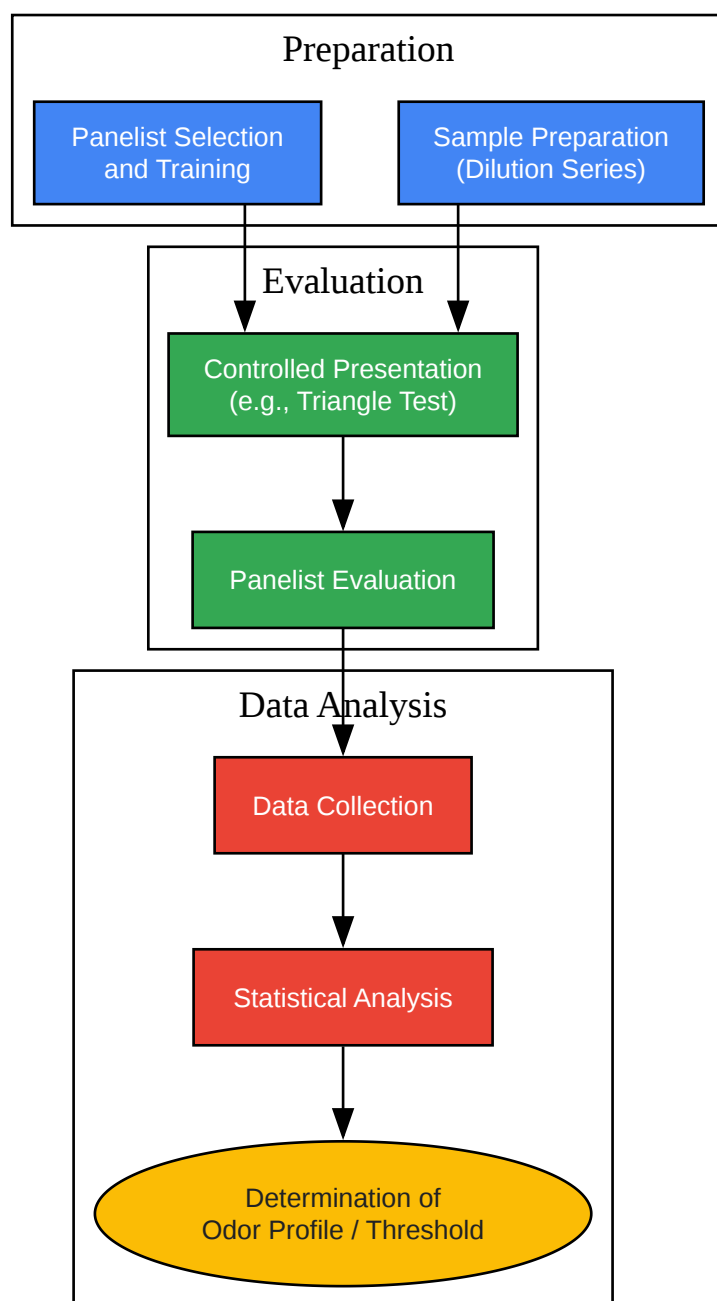 Preparation
Panelist Selection
and Training
Sample Preparation
(Dilution Series)
Evaluation
Controlled Presentation
(e.g., Triangle Test)
Panelist Evaluation
Data Analysis
Data Collection
Statistical Analysis
Determination of
Odor Profile / Threshold